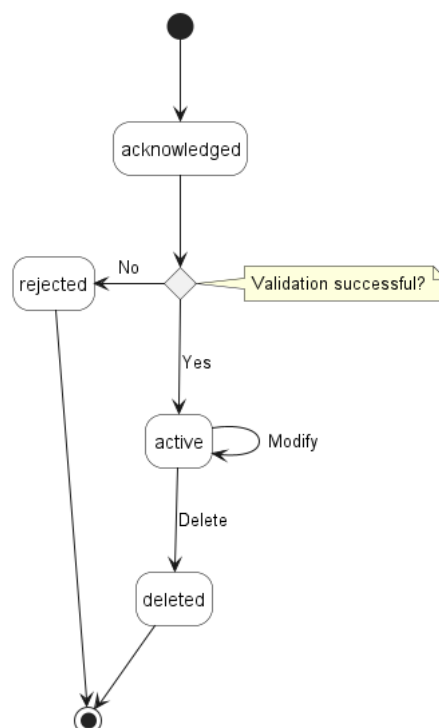 acknowledged
No
rejected
Validation successful?
Yes
active
Modify
Delete
deleted